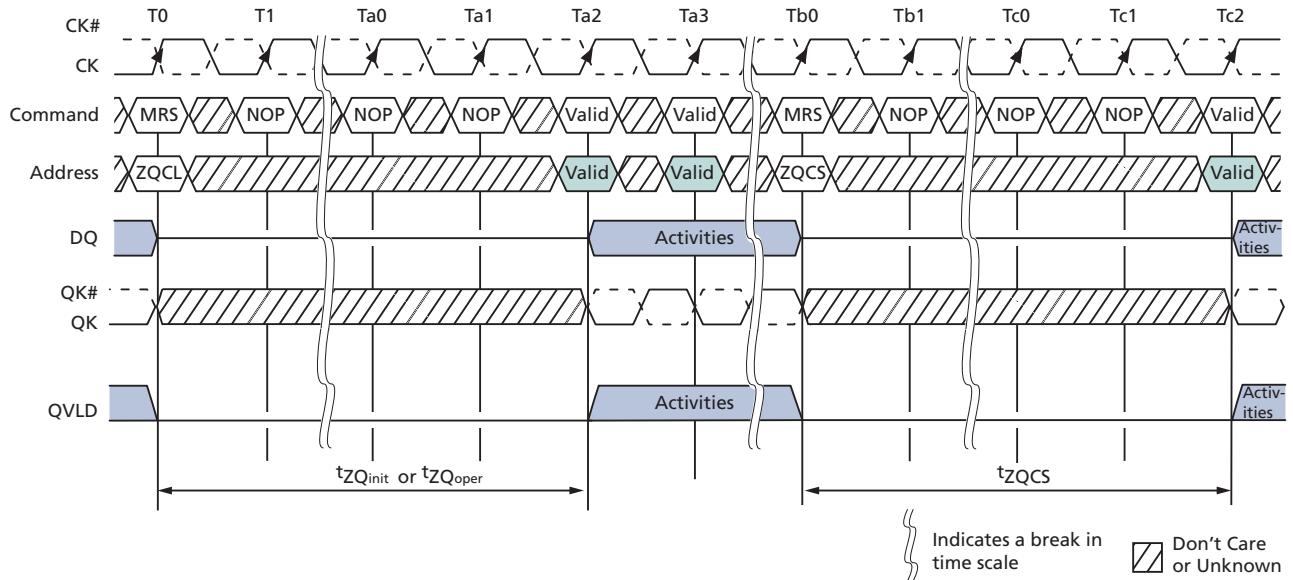 T0 T1 Ta0 Ta1 Ta2 Ta3 Tb0 Tb1 Tc0 Tc1 Tc2
CK#
CK
Command MRS NOP NOP NOP Valid Valid MRS NOP NOP NOP Valid
Address ZQCL Valid Valid ZQCS Valid
DQ Activities Activ-
ities
QK#
QK
QVLD Activities Activ-
ities
tZQinit or tZQoper tZQCS
Indicates a break in
time scale
Don't Care
or Unknown